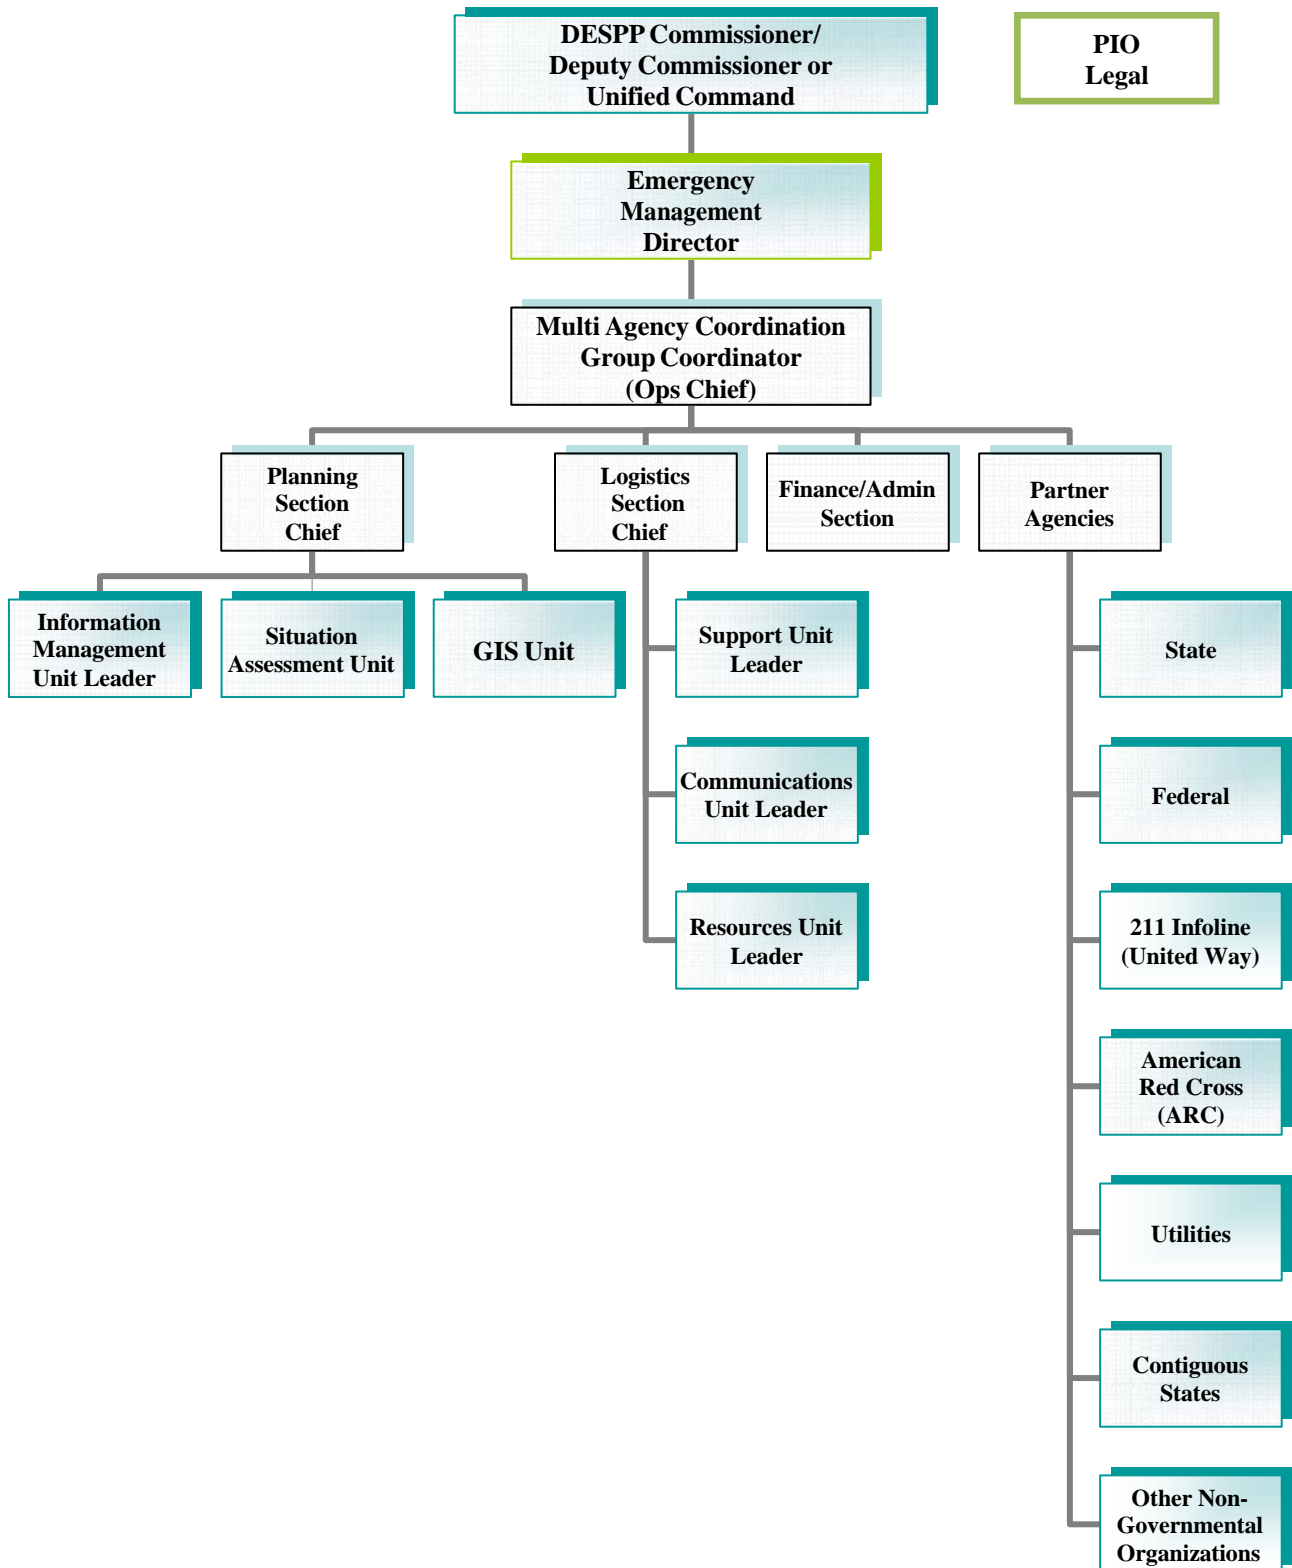 DESPP Commissioner/
Deputy Commissioner or
Unified Command
PIO
Legal
Emergency
Management
Director
Multi Agency Coordination
Group Coordinator
(Ops Chief)
Planning
Section
Chief
Logistics
Section
Chief
Finance/Admin
Section
Partner
Agencies
Information
Management
Unit Leader
Situation
Assessment Unit
GIS Unit
Support Unit
Leader
Communications
Unit Leader
Resources Unit
Leader
State
Federal
211 Infoline
(United Way)
American
Red Cross
(ARC)
Utilities
Contiguous
States
Other Non-
Governmental
Organizations